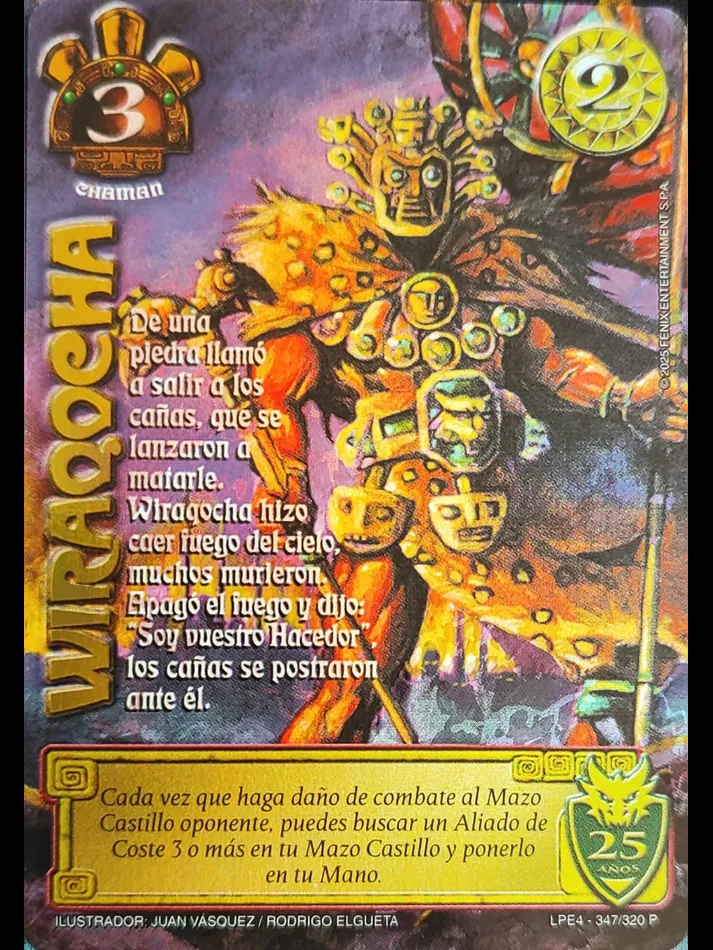 3
CHAMAN
2
WIRAQOCHA
© 2025 FENIX ENTERTAINMENT S.P.A.
De una
piedra llamó
a salir a los
cañas, que se
lanzaron a
matarle.
Wiraqocha hizo
caer fuego del cielo,
muchos murieron.
Apagó el fuego y dijo:
“Soy vuestro Hacedor”,
los cañas se postraron
ante él.
Cada vez que haga daño de combate al Mazo
Castillo oponente, puedes buscar un Aliado de
Coste 3 o más en tu Mazo Castillo y ponerlo
en tu Mano.
25
AÑOS
ILUSTRADOR: JUAN VÁSQUEZ / RODRIGO ELGUETA
LPE4 - 347/320 P